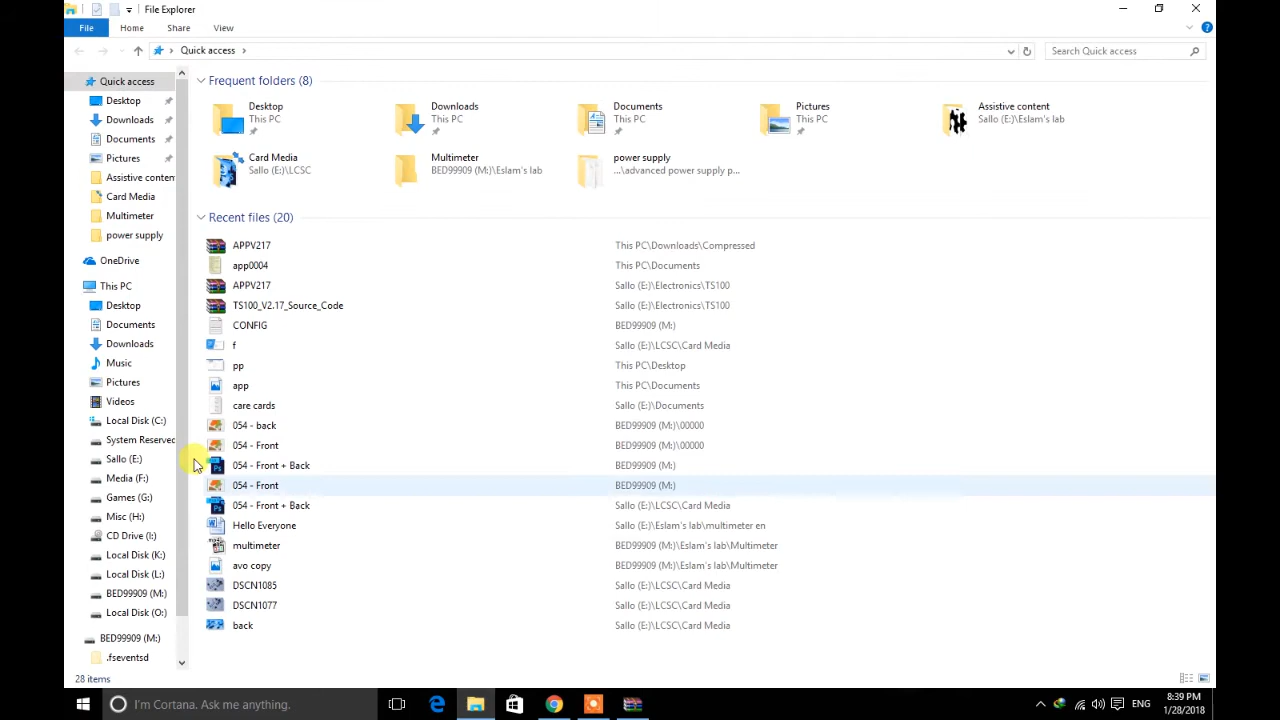 File Explorer
File Home Share View
Quick access
Search Quick access
Quick access
Desktop
Downloads
Documents
Pictures
Assistive conten
Card Media
Multimeter
power supply
OneDrive
This PC
Desktop
Documents
Downloads
Music
Pictures
Videos
Local Disk (C:)
System Reserved
Sallo (E:)
Media (F:)
Games (G:)
Misc (H:)
CD Drive (I:)
Local Disk (K:)
Local Disk (L:)
BED99909 (M:)
Local Disk (O:)
BED99909 (M:)
.fseventsd
Frequent folders (8)
Desktop
This PC
Downloads
This PC
Documents
This PC
Pictures
This PC
Assistive content
Sallo (E:)\Eslam's lab
Card Media
Sallo (E:)\LCSC
Multimeter
BED99909 (M:)\Eslam's lab
power supply
...\advanced power supply p...
Recent files (20)
APPV217 This PC\Downloads\Compressed
app0004 This PC\Documents
APPV217 Sallo (E:)\Electronics\TS100
TS100_V2.17_Source_Code Sallo (E:)\Electronics\TS100
CONFIG BED99909 (M:)
f Sallo (E:)\LCSC\Card Media
pp This PC\Desktop
app This PC\Documents
care cards Sallo (E:)\Documents
054 - back BED99909 (M:)\00000
054 - Front BED99909 (M:)\00000
054 - Front + Back BED99909 (M:)
054 - Front BED99909 (M:)
054 - Front + Back Sallo (E:)\LCSC\Card Media
Hello Everyone Sallo (E:)\Eslam's lab\multimeter en
multimeter BED99909 (M:)\Eslam's lab\Multimeter
avo copy BED99909 (M:)\Eslam's lab\Multimeter
DSCN1085 Sallo (E:)\LCSC\Card Media
DSCN1077 Sallo (E:)\LCSC\Card Media
back Sallo (E:)\LCSC\Card Media
28 items
I'm Cortana. Ask me anything.
ENG
8:39 PM
1/28/2018